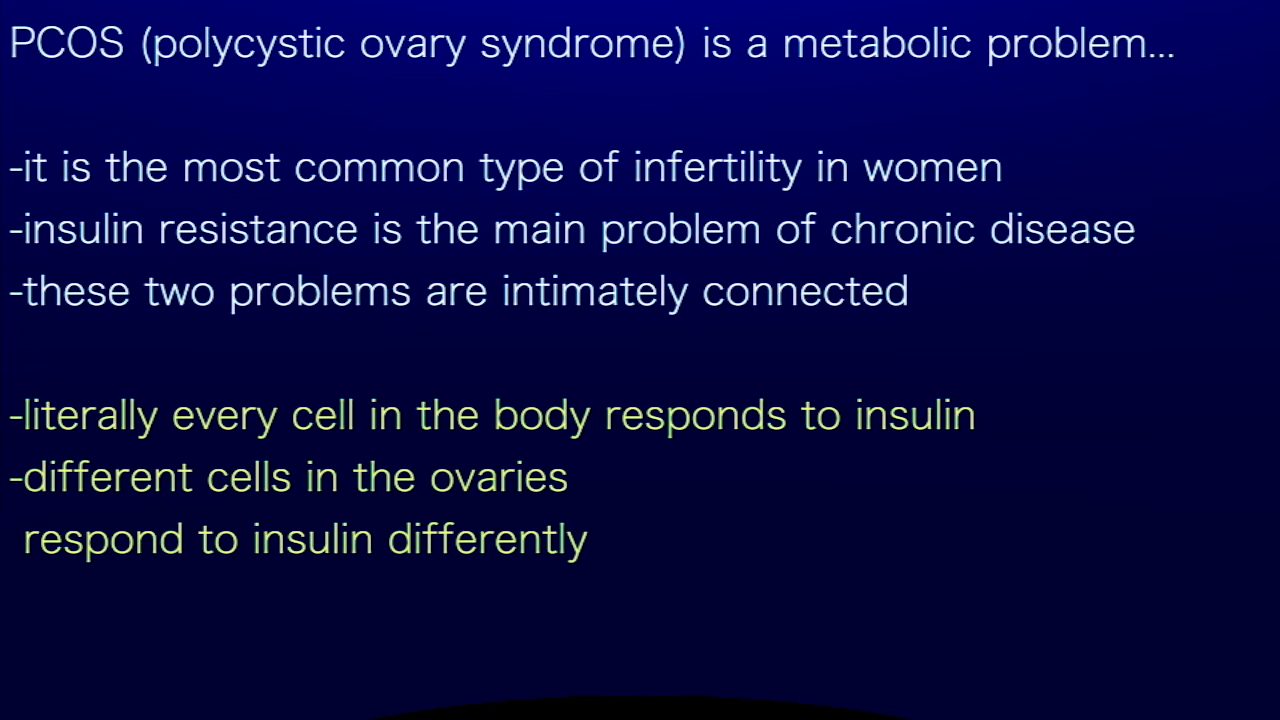 PCOS (polycystic ovary syndrome) is a metabolic problem...
-it is the most common type of infertility in women
-insulin resistance is the main problem of chronic disease
-these two problems are intimately connected
-literally every cell in the body responds to insulin
-different cells in the ovaries
respond to insulin differently